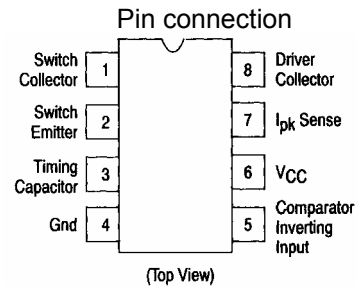 Pin connection
Switch
Collector
1
8
Driver
Collector
Switch
Emitter
2
7
Ipk Sense
Timing
Capacitor
3
6
VCC
Gnd
4
5
Comparator
Inverting
Input
(Top View)